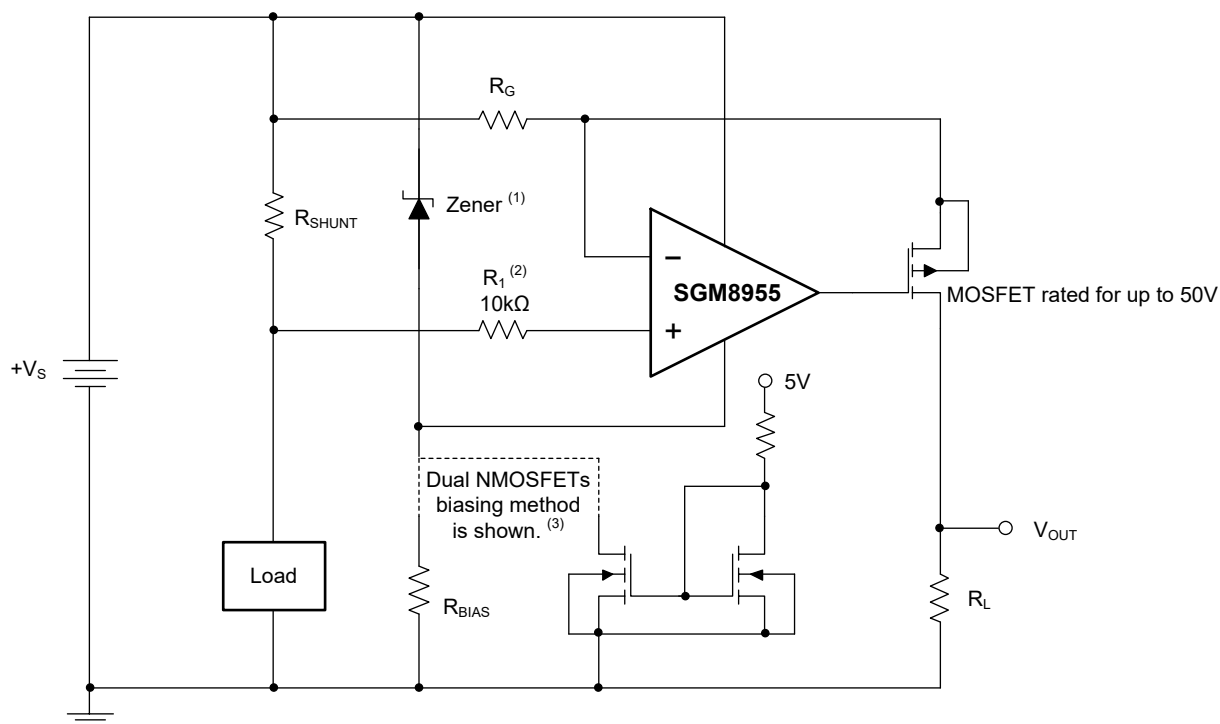 R_G
R_SHUNT
Zener (1)
R_1 (2)
10kΩ
SGM8955
−
+
MOSFET rated for up to 50V
+V_S
5V
Dual NMOSFETs
biasing method
is shown. (3)
V_OUT
Load
R_BIAS
R_L